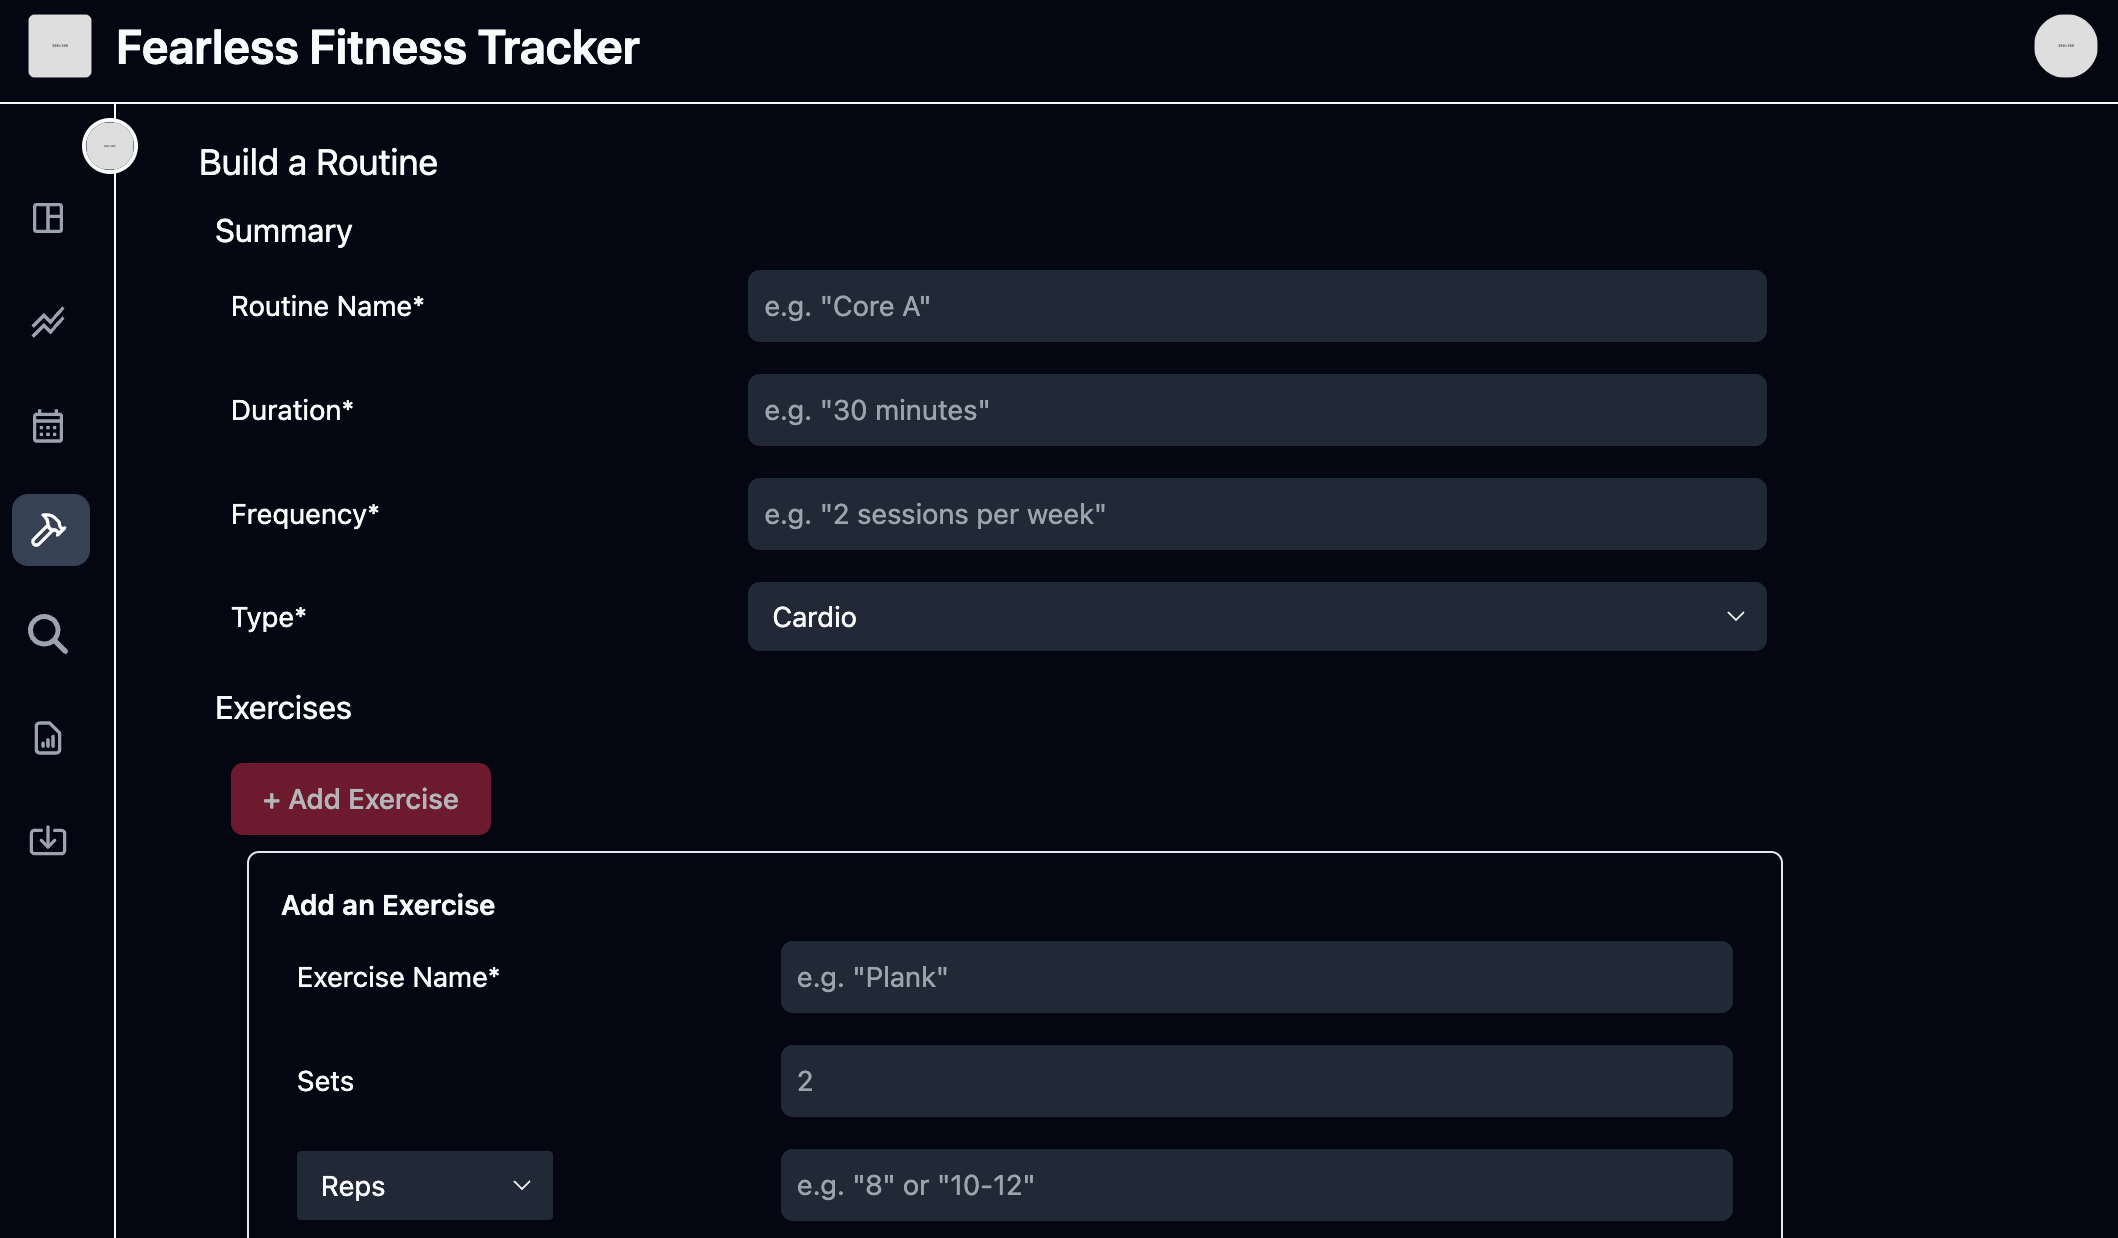 Fearless Fitness Tracker
Build a Routine
Summary
Routine Name*
e.g. "Core A"
Duration*
e.g. "30 minutes"
Frequency*
e.g. "2 sessions per week"
Type*
Cardio
Exercises
+ Add Exercise
Add an Exercise
Exercise Name*
e.g. "Plank"
Sets
2
Reps
e.g. "8" or "10-12"